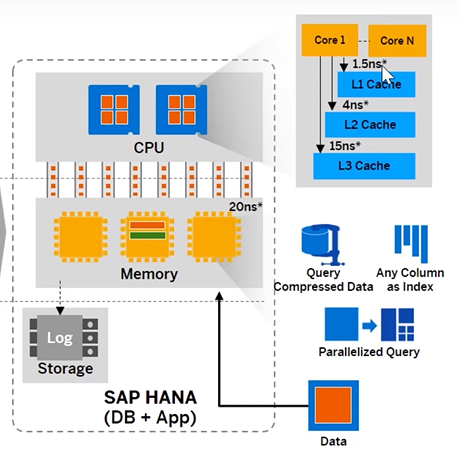 Core 1
Core N
1.5ns*
L1 Cache
4ns*
L2 Cache
15ns*
L3 Cache
CPU
20ns*
Memory
Log
Storage
SAP HANA
(DB + App)
Query
Compressed Data
Any Column
as Index
Parallelized Query
Data